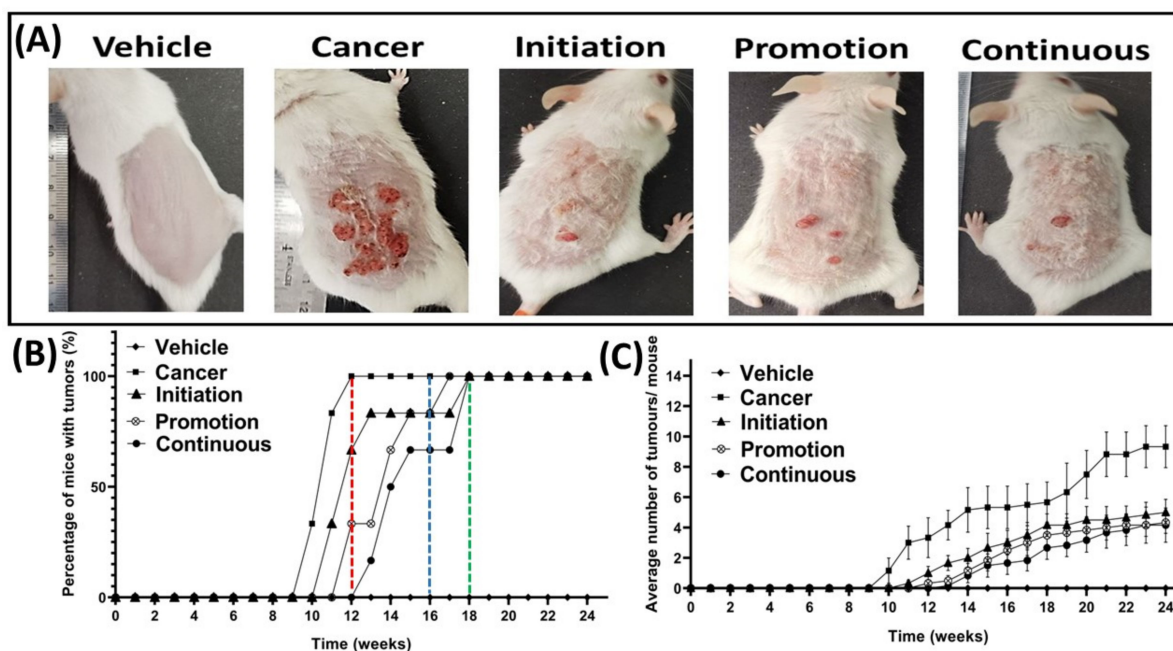 (A)
Vehicle Cancer Initiation Promotion Continuous
(B)
Vehicle
Cancer
Initiation
Promotion
Continuous
Percentage of mice with tumors (%)
100
50
0
0 2 4 6 8 10 12 14 16 18 20 22 24
Time (weeks)
(C)
Vehicle
Cancer
Initiation
Promotion
Continuous
Average number of tumours/ mouse
14
12
10
8
6
4
2
0
0 2 4 6 8 10 12 14 16 18 20 22 24
Time (weeks)